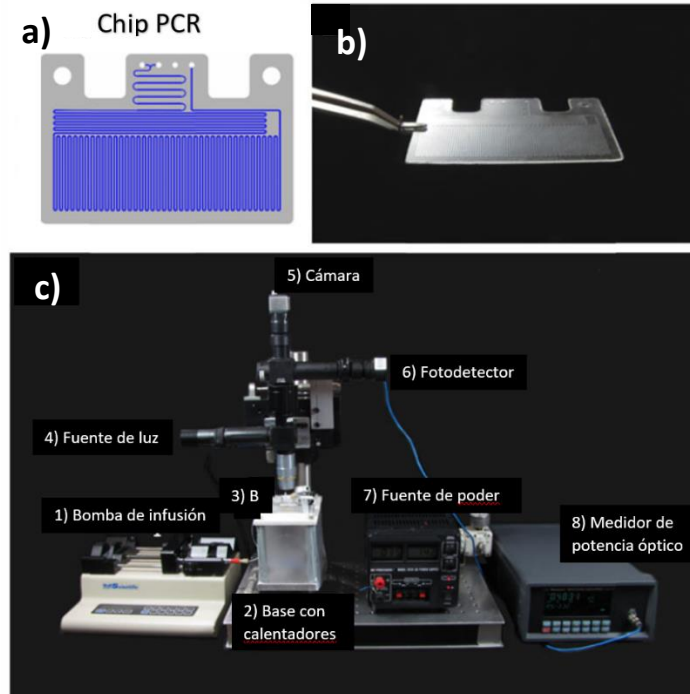 a)
Chip PCR
b)
c)
5) Cámara
6) Fotodetector
4) Fuente de luz
3) B
7) Fuente de poder
1) Bomba de infusión
8) Medidor de
potencia óptico
2) Base con
calentadores